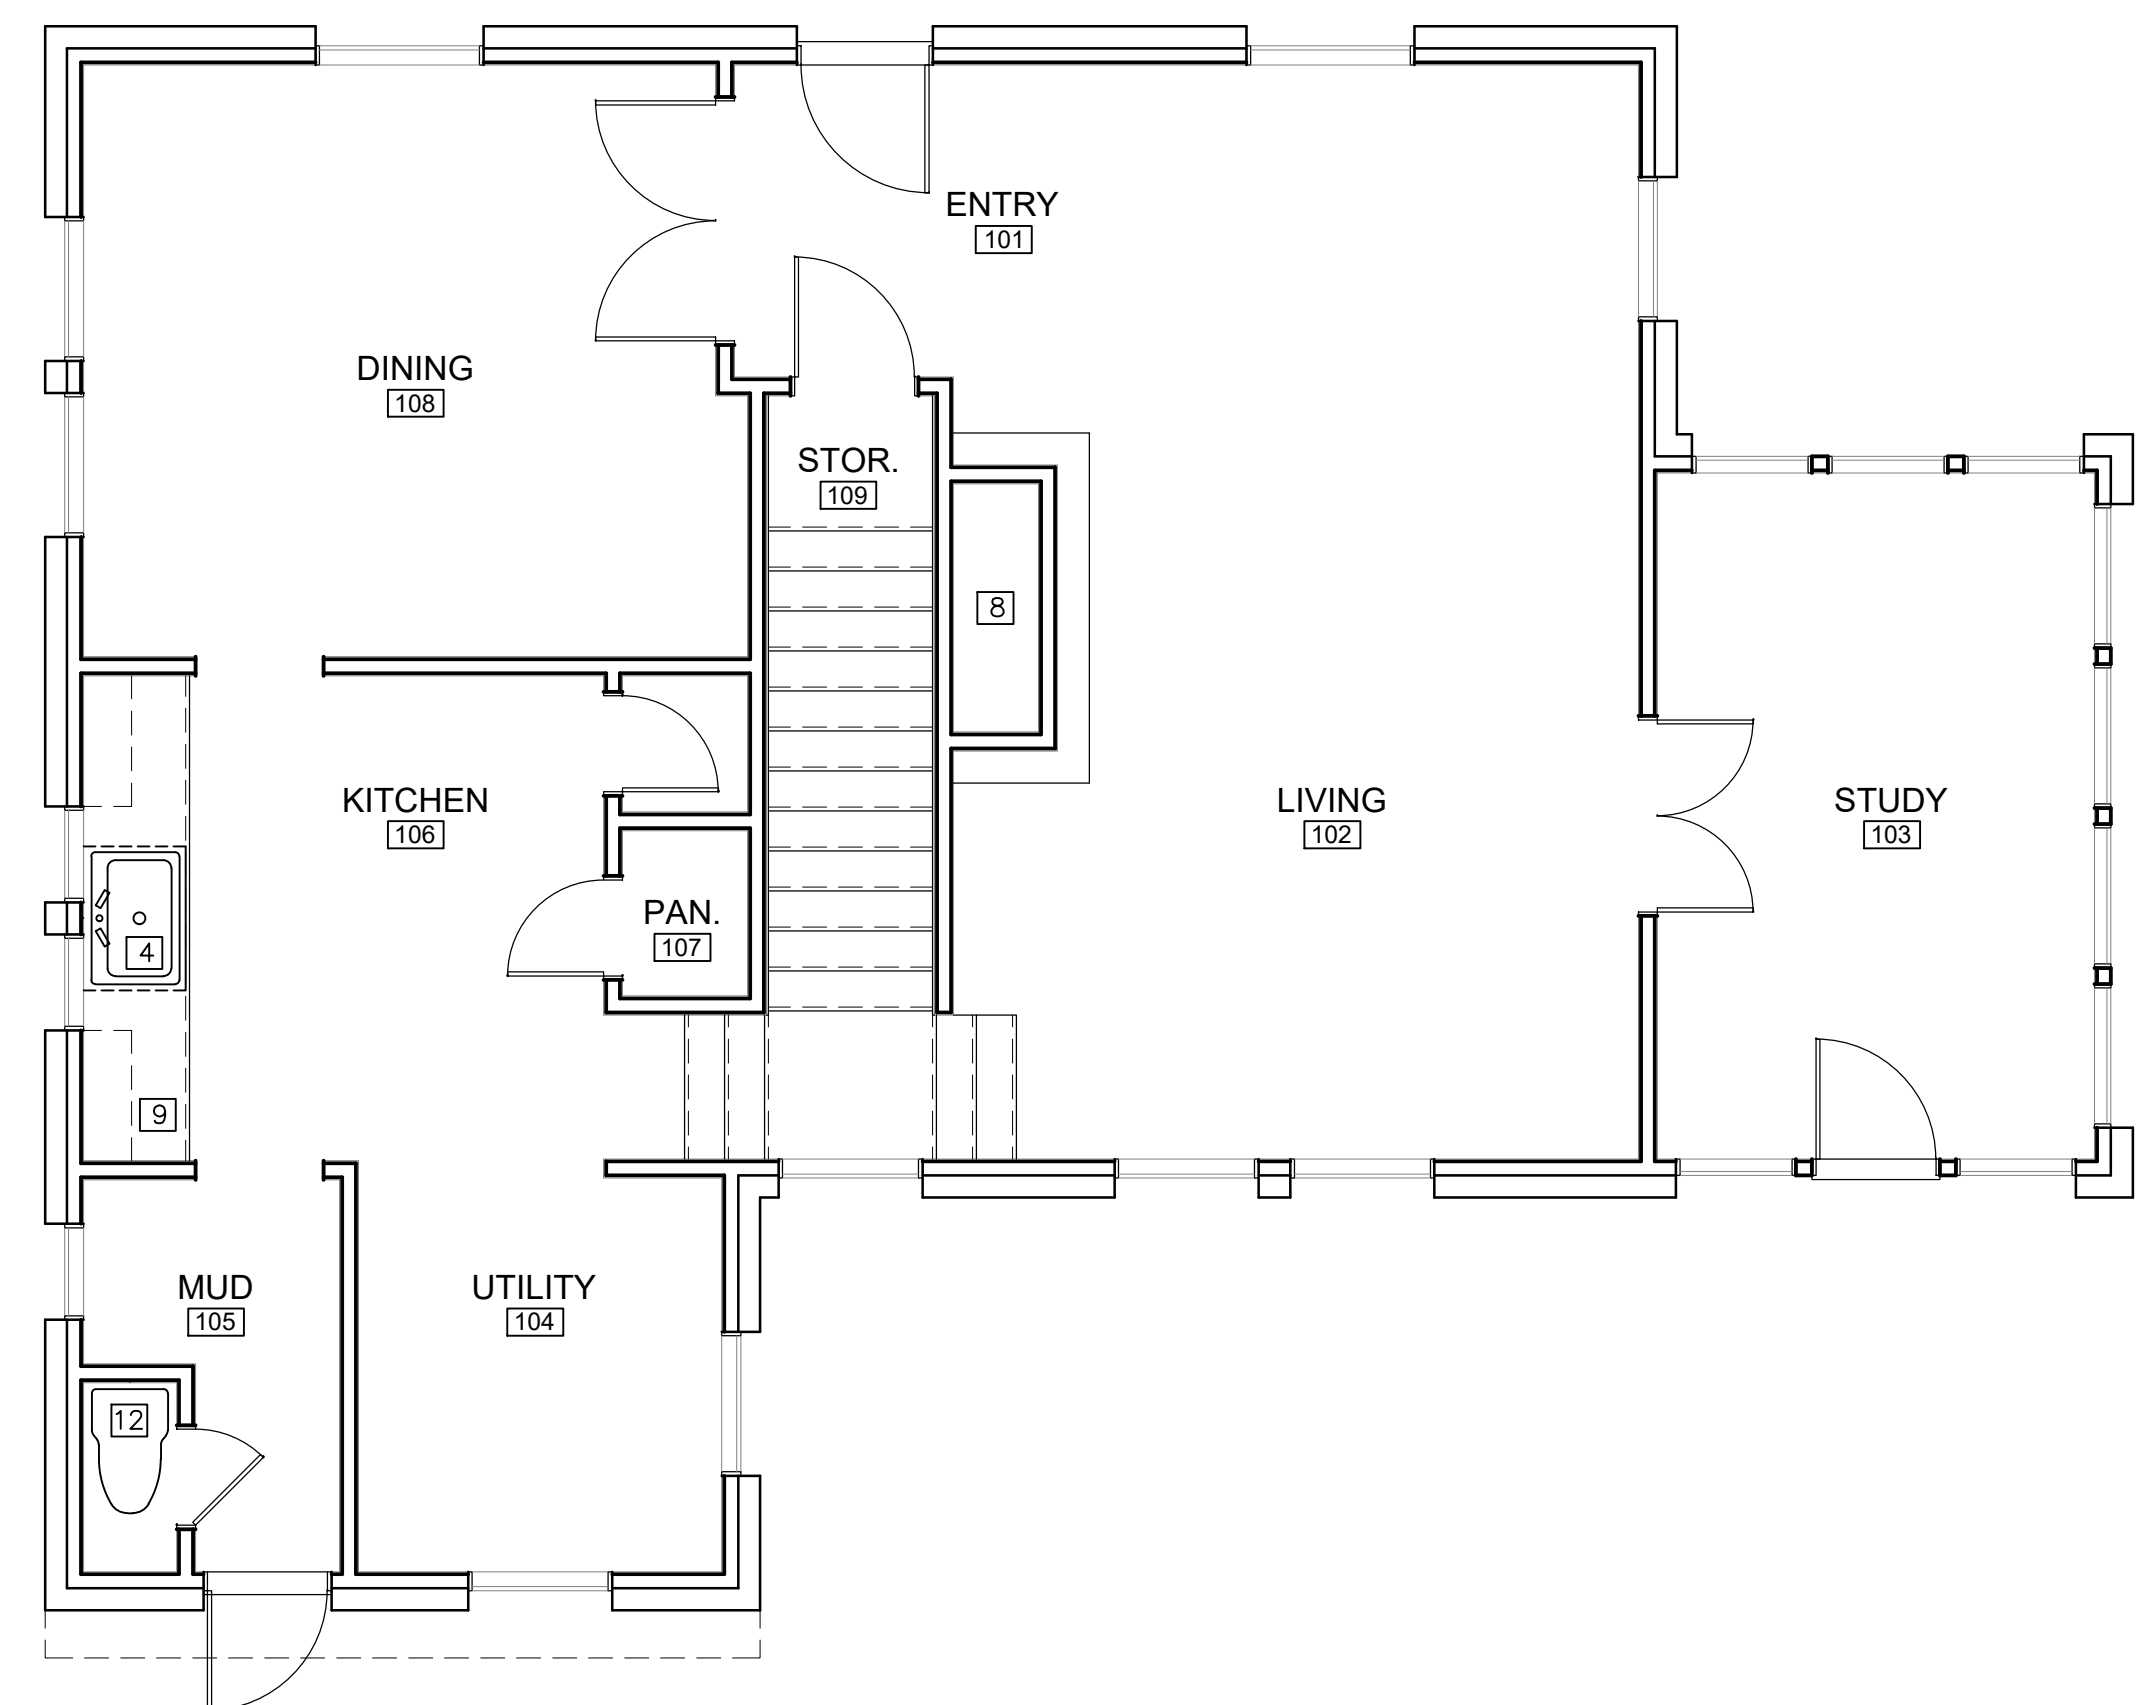 ENTRY
101
DINING
108
STOR.
109
8
KITCHEN
106
LIVING
102
STUDY
103
PAN.
107
4
9
MUD
105
UTILITY
104
12